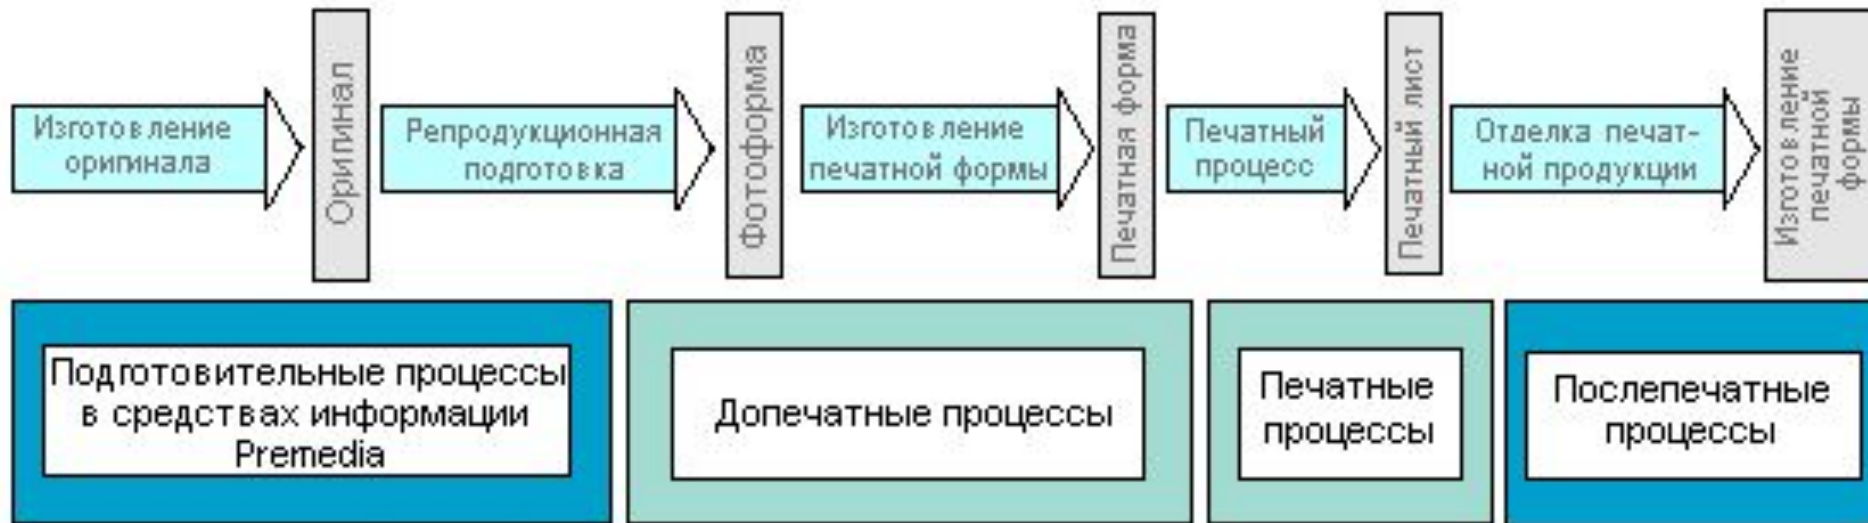 Изготовление
оригинала
Оригинал
Репродукционная
подготовка
Фотоформа
Изготовление
печатной формы
Печатная форма
Печатный
процесс
Печатный лист
Отделка печат-
ной продукции
Изготовление
печатной
формы
Подготовительные процессы
в средствах информации
Premedia
Допечатные процессы
Печатные
процессы
Послепечатные
процессы